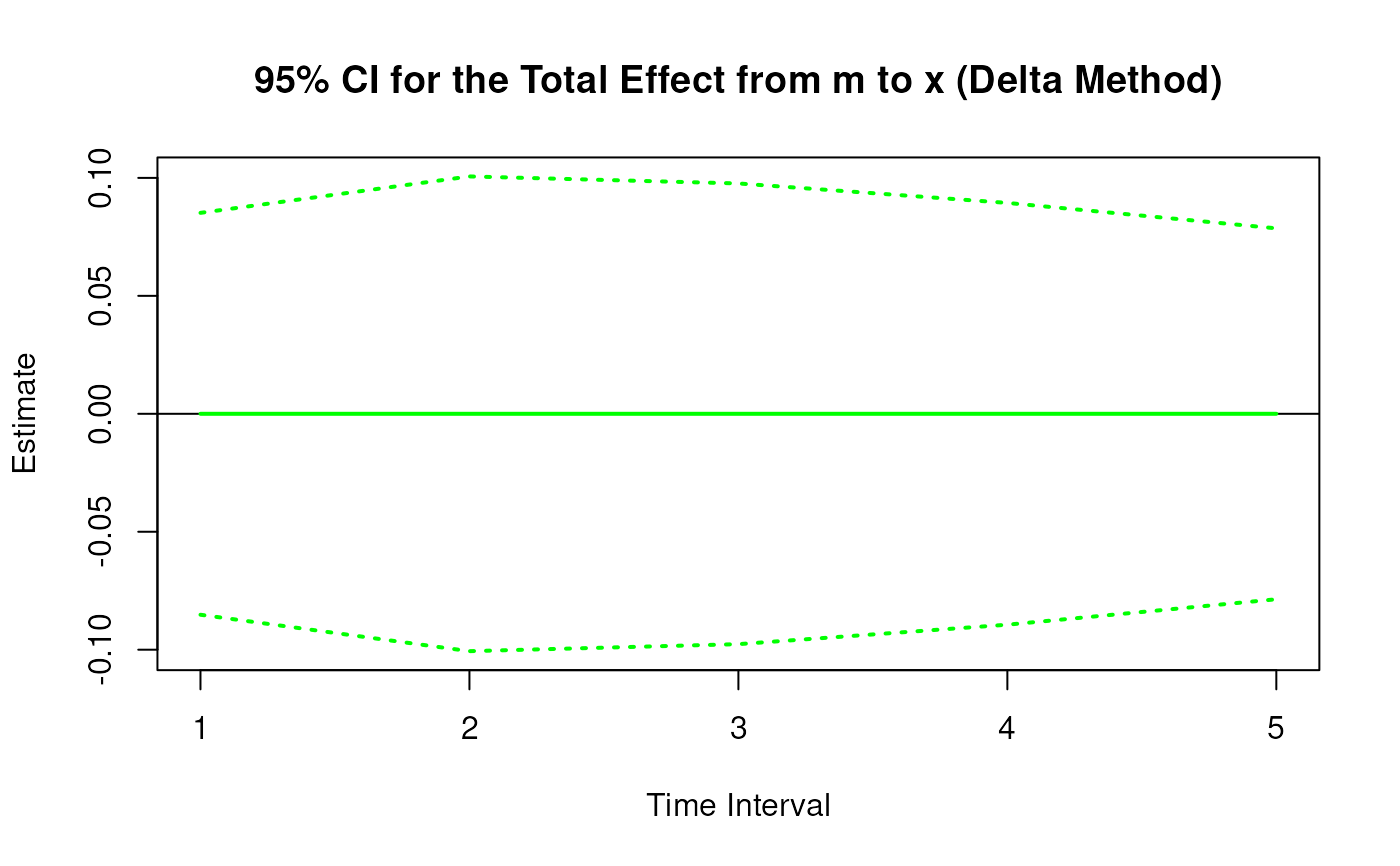 95% CI for the Total Effect from m to x (Delta Method)
Estimate
0.10
0.05
0.00
-0.05
-0.10
1 2 3 4 5
Time Interval